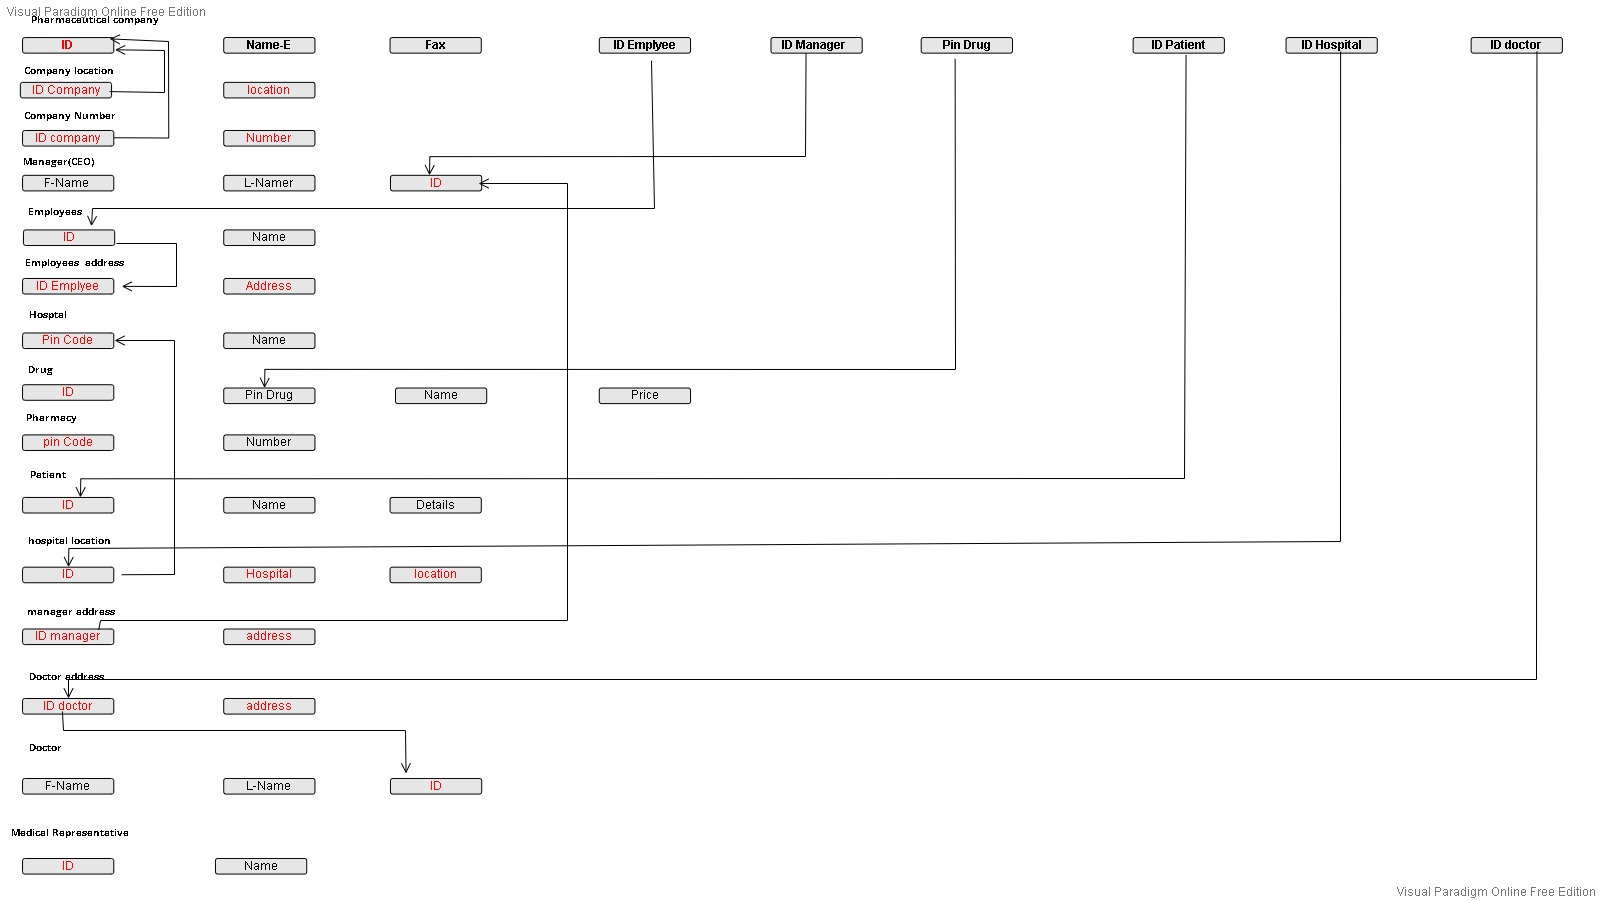 Visual Paradigm Online Free Edition
Pharmaceutical company
ID Name-E Fax ID Emplyee ID Manager Pin Drug ID Patient ID Hospital ID doctor
Company location
ID Company location
Company Number
ID company Number
Manager(CEO)
F-Name L-Namer ID
Employees
ID Name
Employees address
ID Emplyee Address
Hosptal
Pin Code Name
Drug
ID Pin Drug Name Price
Pharmacy
pin Code Number
Patient
ID Name Details
hospital location
ID Hospital location
manager address
ID manager address
Doctor address
ID doctor address
Doctor
F-Name L-Name ID
Medical Representative
ID Name
Visual Paradigm Online Free Edition